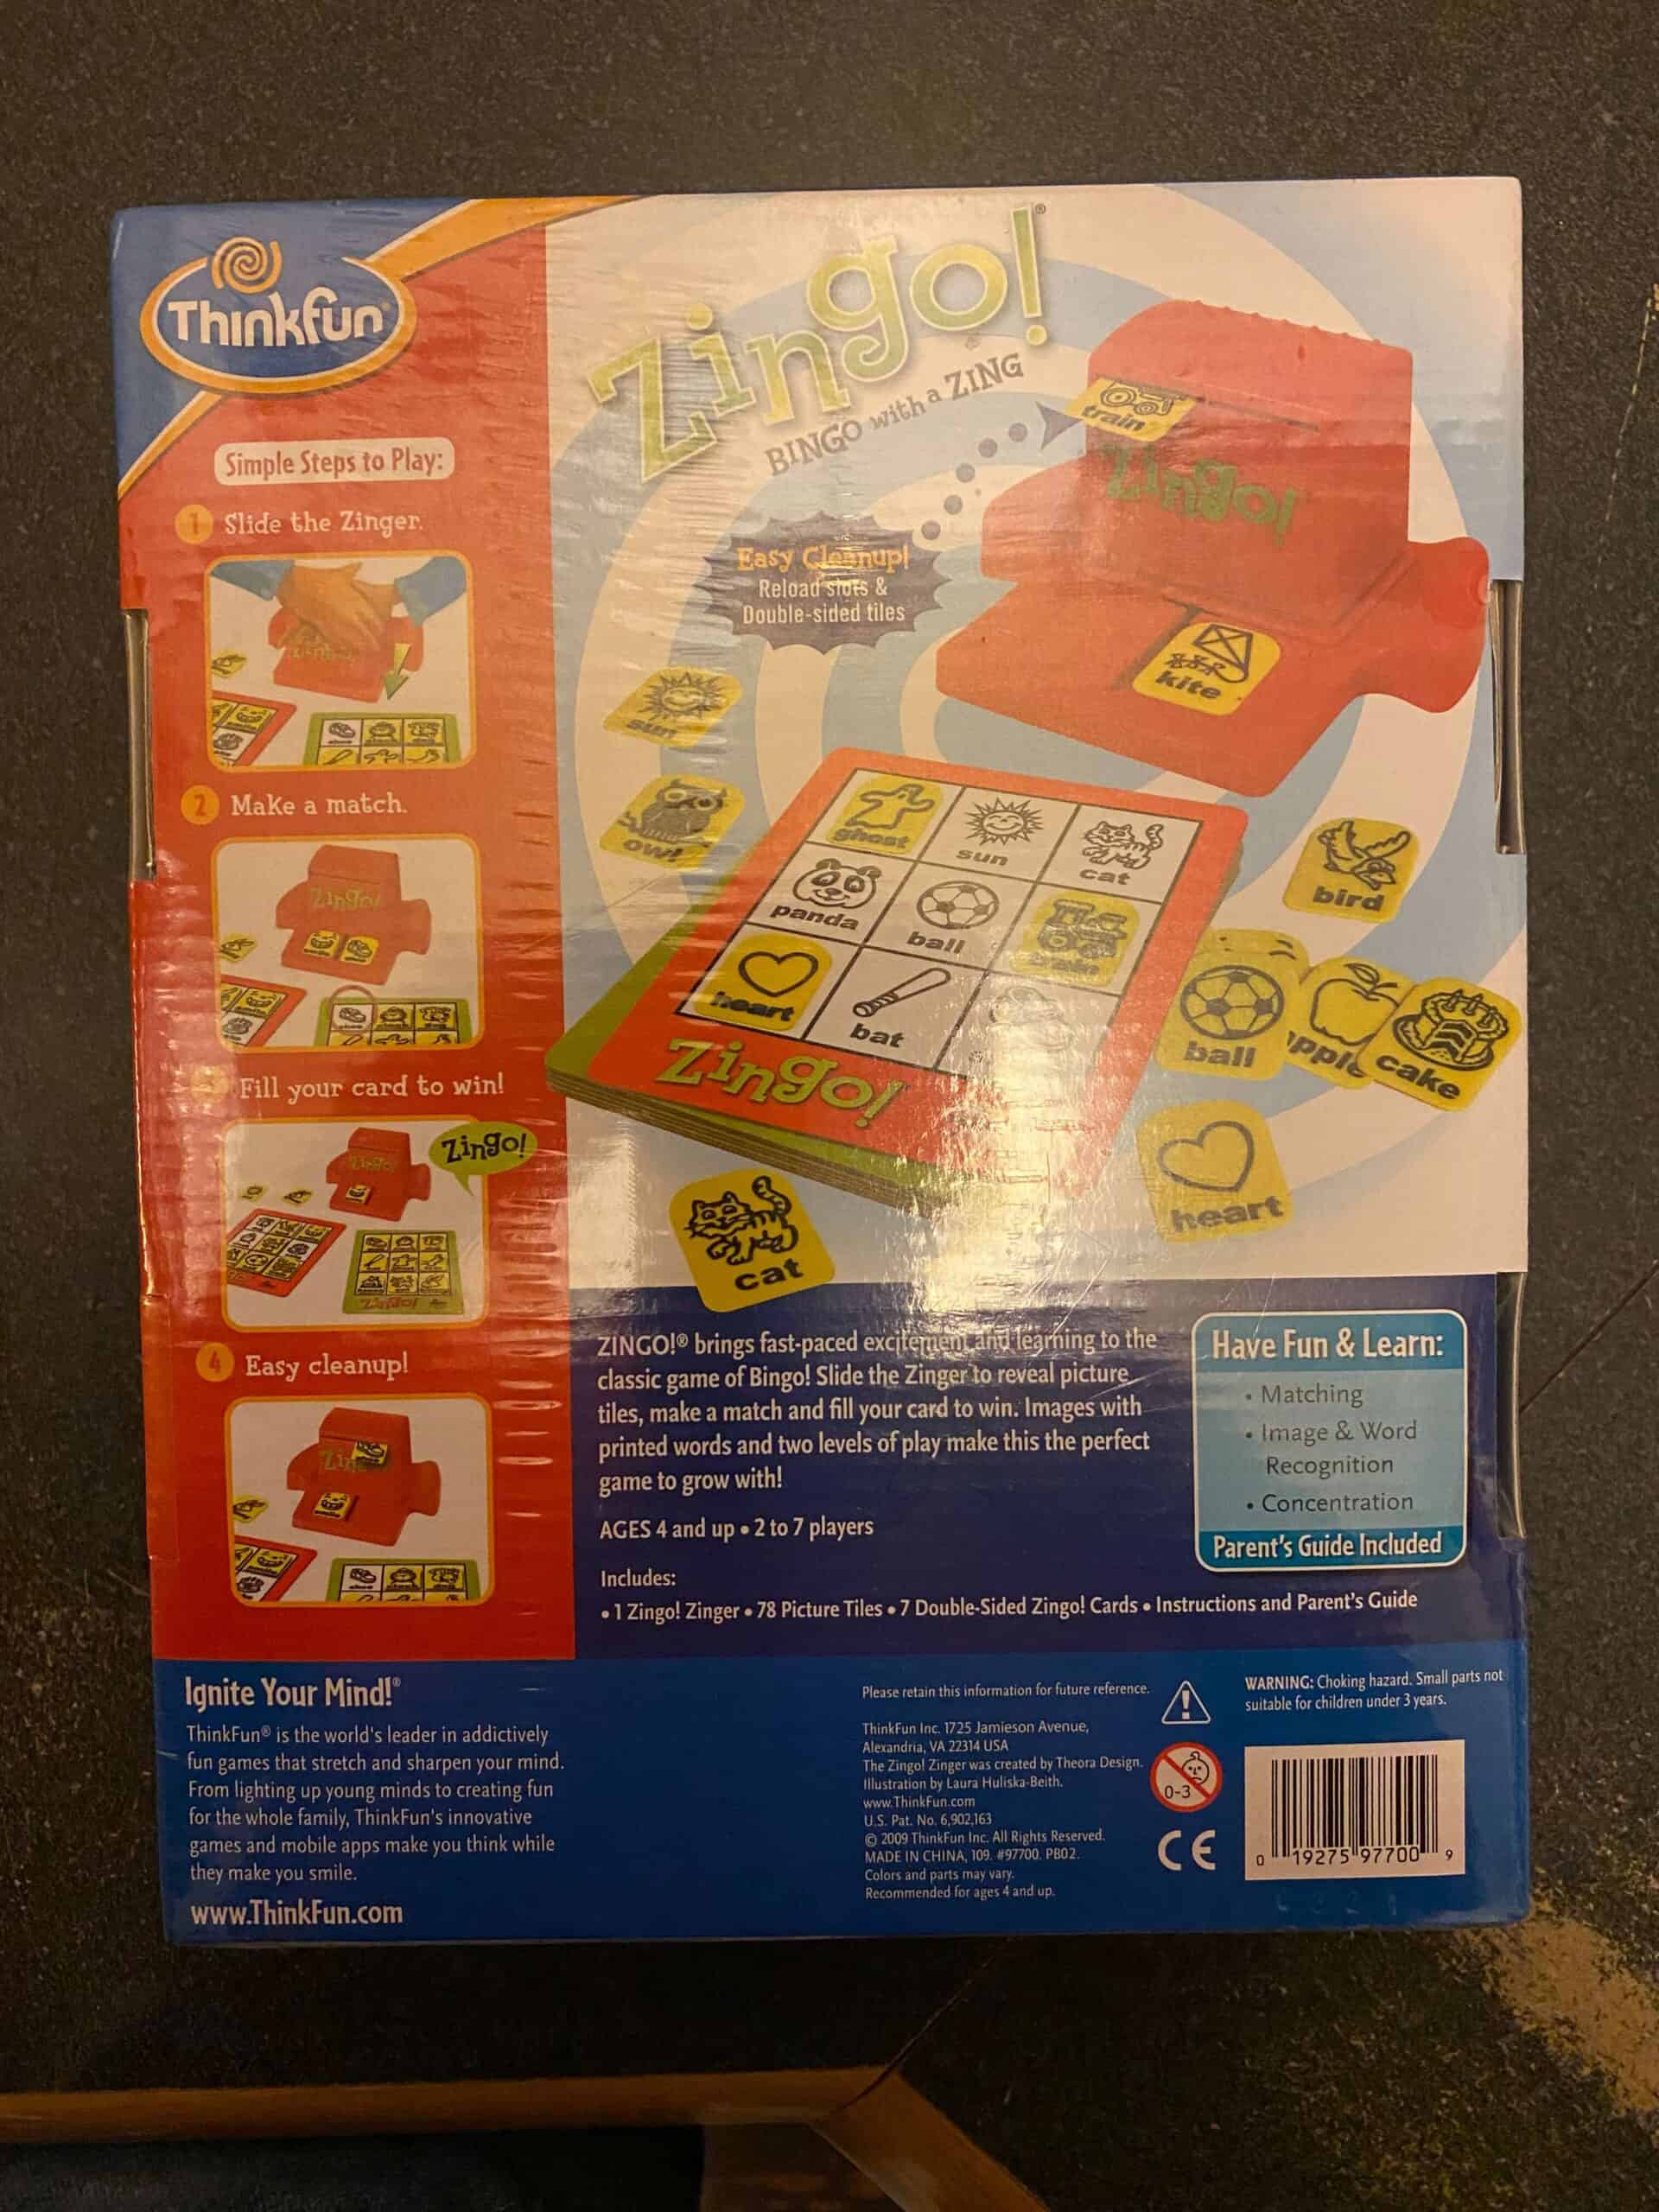 ThinkFun®
Zingo!®
BINGO with a ZING
Simple Steps to Play:
1 Slide the Zinger.
2 Make a match.
Fill your card to win!
Zingo!
4 Easy cleanup!
Easy Cleanup!
Reload slots &
Double-sided tiles
train
Zingo!
kite
sun
owl
ghost
sun
cat
panda
ball
heart
bat
Zingo!
bird
ball
apple
cake
heart
cat
ZINGO!® brings fast-paced excitement and learning to the
classic game of Bingo! Slide the Zinger to reveal picture
tiles, make a match and fill your card to win. Images with
printed words and two levels of play make this the perfect
game to grow with!
AGES 4 and up • 2 to 7 players
Includes:
• 1 Zingo! Zinger • 78 Picture Tiles • 7 Double-Sided Zingo! Cards • Instructions and Parent's Guide
Have Fun & Learn:
• Matching
• Image & Word
Recognition
• Concentration
Parent's Guide Included
Ignite Your Mind!®
ThinkFun® is the world's leader in addictively
fun games that stretch and sharpen your mind.
From lighting up young minds to creating fun
for the whole family, ThinkFun's innovative
games and mobile apps make you think while
they make you smile.
www.ThinkFun.com
Please retain this information for future reference.
ThinkFun Inc. 1725 Jamieson Avenue,
Alexandria, VA 22314 USA
The Zingo! Zinger was created by Theora Design.
Illustration by Laura Huliska-Beith.
www.ThinkFun.com
U.S. Pat. No. 6,902,163
© 2009 ThinkFun Inc. All Rights Reserved.
MADE IN CHINA, 109. #97700. PB02.
Colors and parts may vary.
Recommended for ages 4 and up.
WARNING: Choking hazard. Small parts not
suitable for children under 3 years.
0-3
CE
0 19275 97700 9